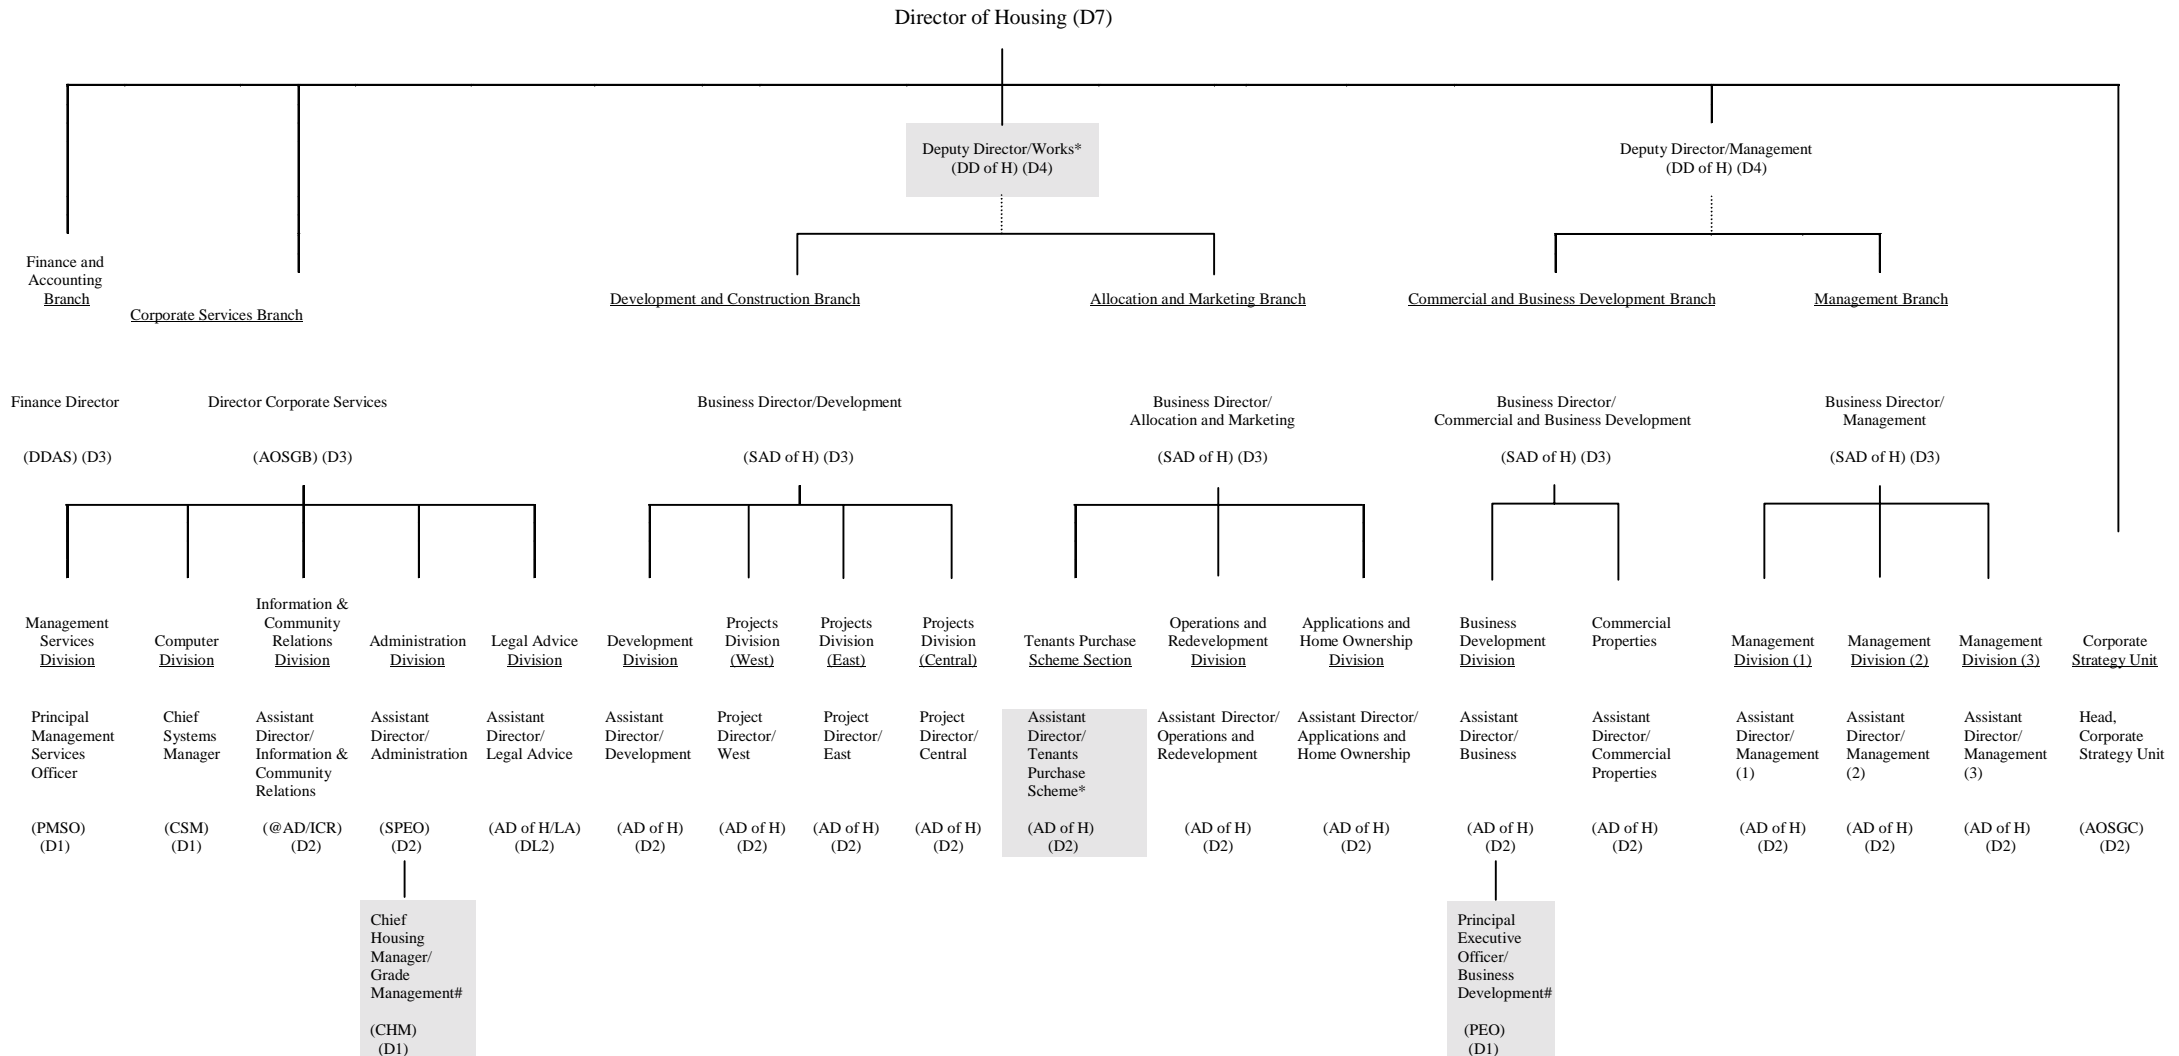 Director of Housing (D7)
Deputy Director/Works*
(DD of H) (D4)
Deputy Director/Management
(DD of H) (D4)
Finance and
Accounting
Branch
Corporate Services Branch
Development and Construction Branch
Allocation and Marketing Branch
Commercial and Business Development Branch
Management Branch
Finance Director
(DDAS) (D3)
Director Corporate Services
(AOSGB) (D3)
Business Director/Development
(SAD of H) (D3)
Business Director/
Allocation and Marketing
(SAD of H) (D3)
Business Director/
Commercial and Business Development
(SAD of H) (D3)
Business Director/
Management
(SAD of H) (D3)
Management
Services
Division
Computer
Division
Information &
Community
Relations
Division
Administration
Division
Legal Advice
Division
Development
Division
Projects
Division
(West)
Projects
Division
(East)
Projects
Division
(Central)
Tenants Purchase
Scheme Section
Operations and
Redevelopment
Division
Applications and
Home Ownership
Division
Business
Development
Division
Commercial
Properties
Management
Division (1)
Management
Division (2)
Management
Division (3)
Corporate
Strategy Unit
Principal
Management
Services
Officer
(PMSO)
(D1)
Chief
Systems
Manager
(CSM)
(D1)
Assistant
Director/
Information &
Community
Relations
(@AD/ICR)
(D2)
Assistant
Director/
Administration
(SPEO)
(D2)
Assistant
Director/
Legal Advice
(AD of H/LA)
(DL2)
Assistant
Director/
Development
(AD of H)
(D2)
Project
Director/
West
(AD of H)
(D2)
Project
Director/
East
(AD of H)
(D2)
Project
Director/
Central
(AD of H)
(D2)
Assistant
Director/
Tenants
Purchase
Scheme*
(AD of H)
(D2)
Assistant Director/
Operations and
Redevelopment
(AD of H)
(D2)
Assistant Director/
Applications and
Home Ownership
(AD of H)
(D2)
Assistant
Director/
Business
(AD of H)
(D2)
Assistant
Director/
Commercial
Properties
(AD of H)
(D2)
Assistant
Director/
Management
(1)
(AD of H)
(D2)
Assistant
Director/
Management
(2)
(AD of H)
(D2)
Assistant
Director/
Management
(3)
(AD of H)
(D2)
Head,
Corporate
Strategy Unit
(AOSGC)
(D2)
Chief
Housing
Manager/
Grade
Management#
(CHM)
(D1)
Principal
Executive
Officer/
Business
Development#
(PEO)
(D1)